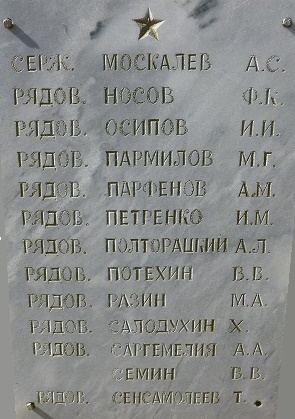 СЕРЖ. МОСКАЛЕВ А.С.
РЯДОВ. НОСОВ Ф.К.
РЯДОВ. ОСИПОВ И.И.
РЯДОВ. ПАРМИЛОВ М.Г.
РЯДОВ. ПАРФЕНОВ А.М.
РЯДОВ. ПЕТРЕНКО И.М.
РЯДОВ. ПОЛТОРАЦКИЙ А.Л.
РЯДОВ. ПОТЕХИН В.В.
РЯДОВ. РАЗИН М.А.
РЯДОВ. САЛОДУХИН Х.
РЯДОВ. САРГЕМЕЛИЯ А.А.
СЕМИН В.В.
РЯДОВ. СЕНСАМОЛЕЕВ Т.